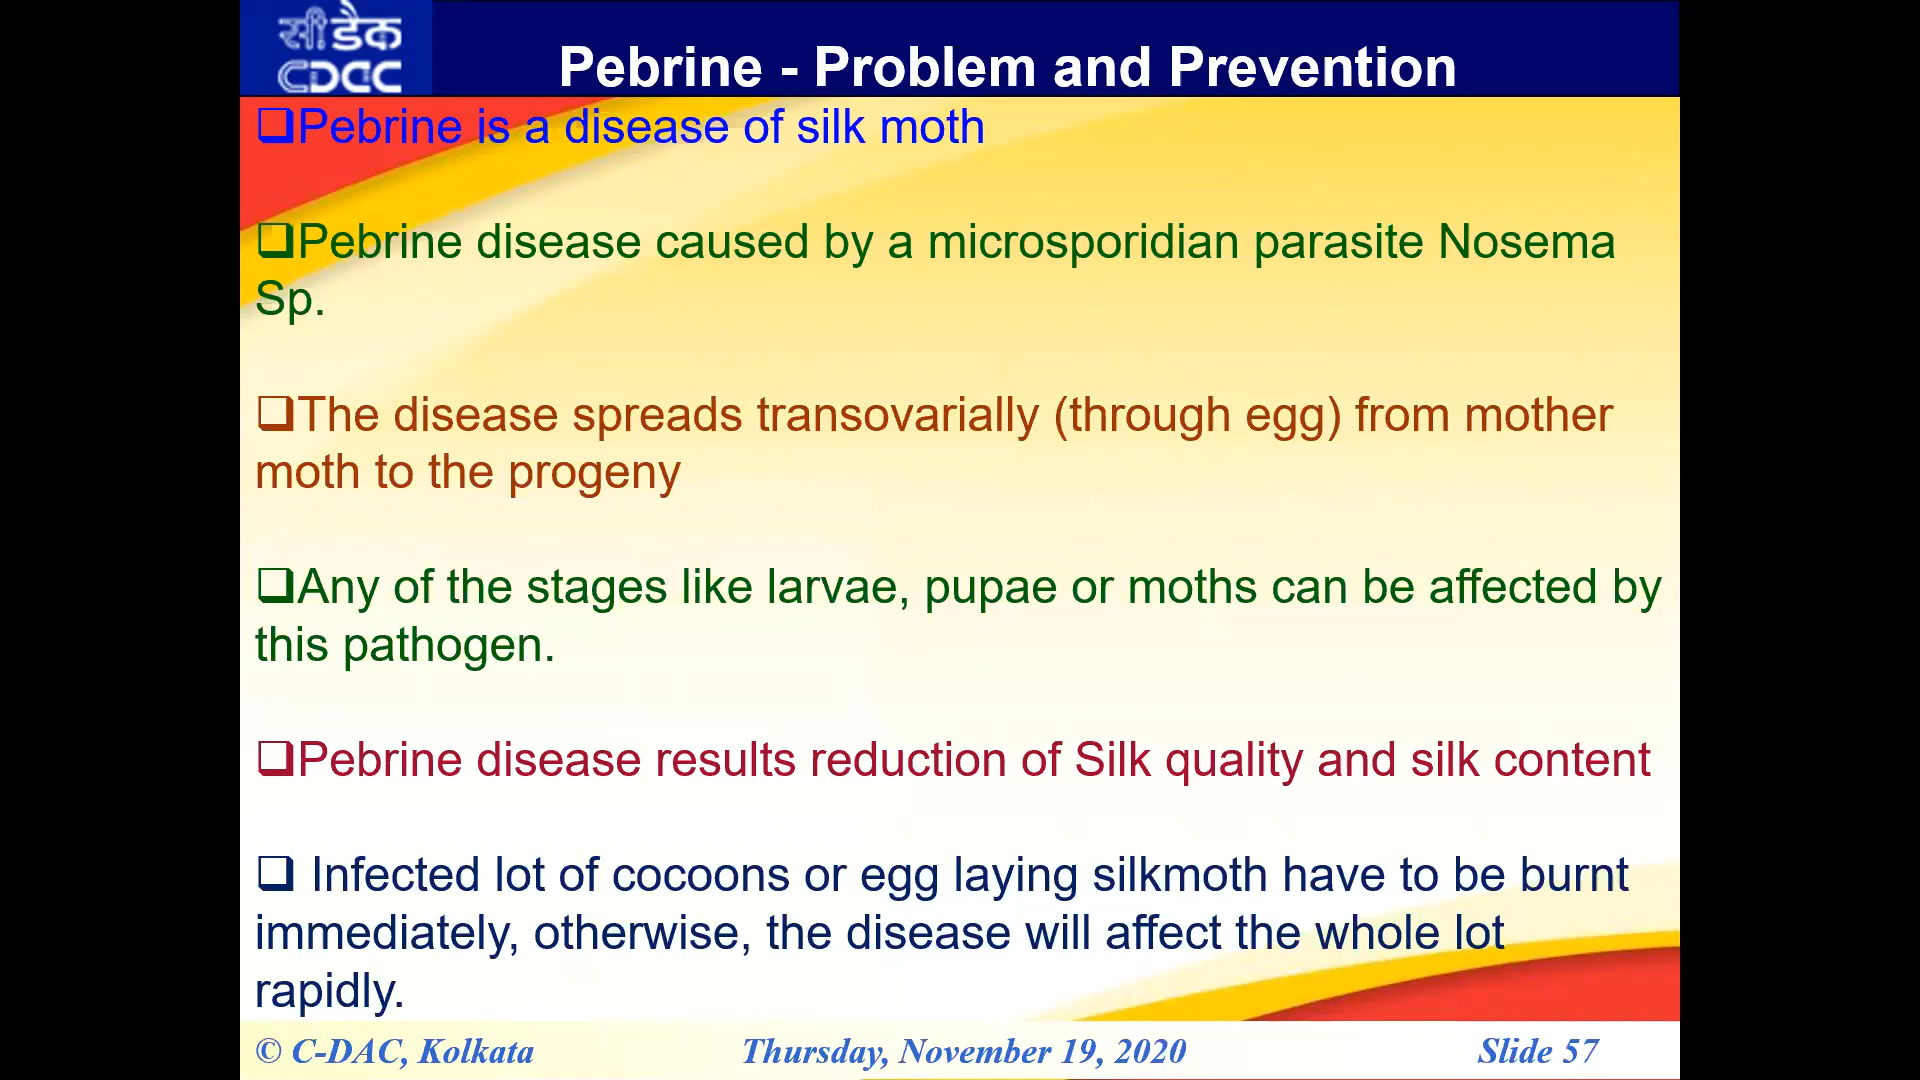 सीडैक
CDAC
Pebrine - Problem and Prevention
❑Pebrine is a disease of silk moth
❑Pebrine disease caused by a microsporidian parasite Nosema
Sp.
❑The disease spreads transovarially (through egg) from mother
moth to the progeny
❑Any of the stages like larvae, pupae or moths can be affected by
this pathogen.
❑Pebrine disease results reduction of Silk quality and silk content
❑ Infected lot of cocoons or egg laying silkmoth have to be burnt
immediately, otherwise, the disease will affect the whole lot
rapidly.
© C-DAC, Kolkata Thursday, November 19, 2020 Slide 57